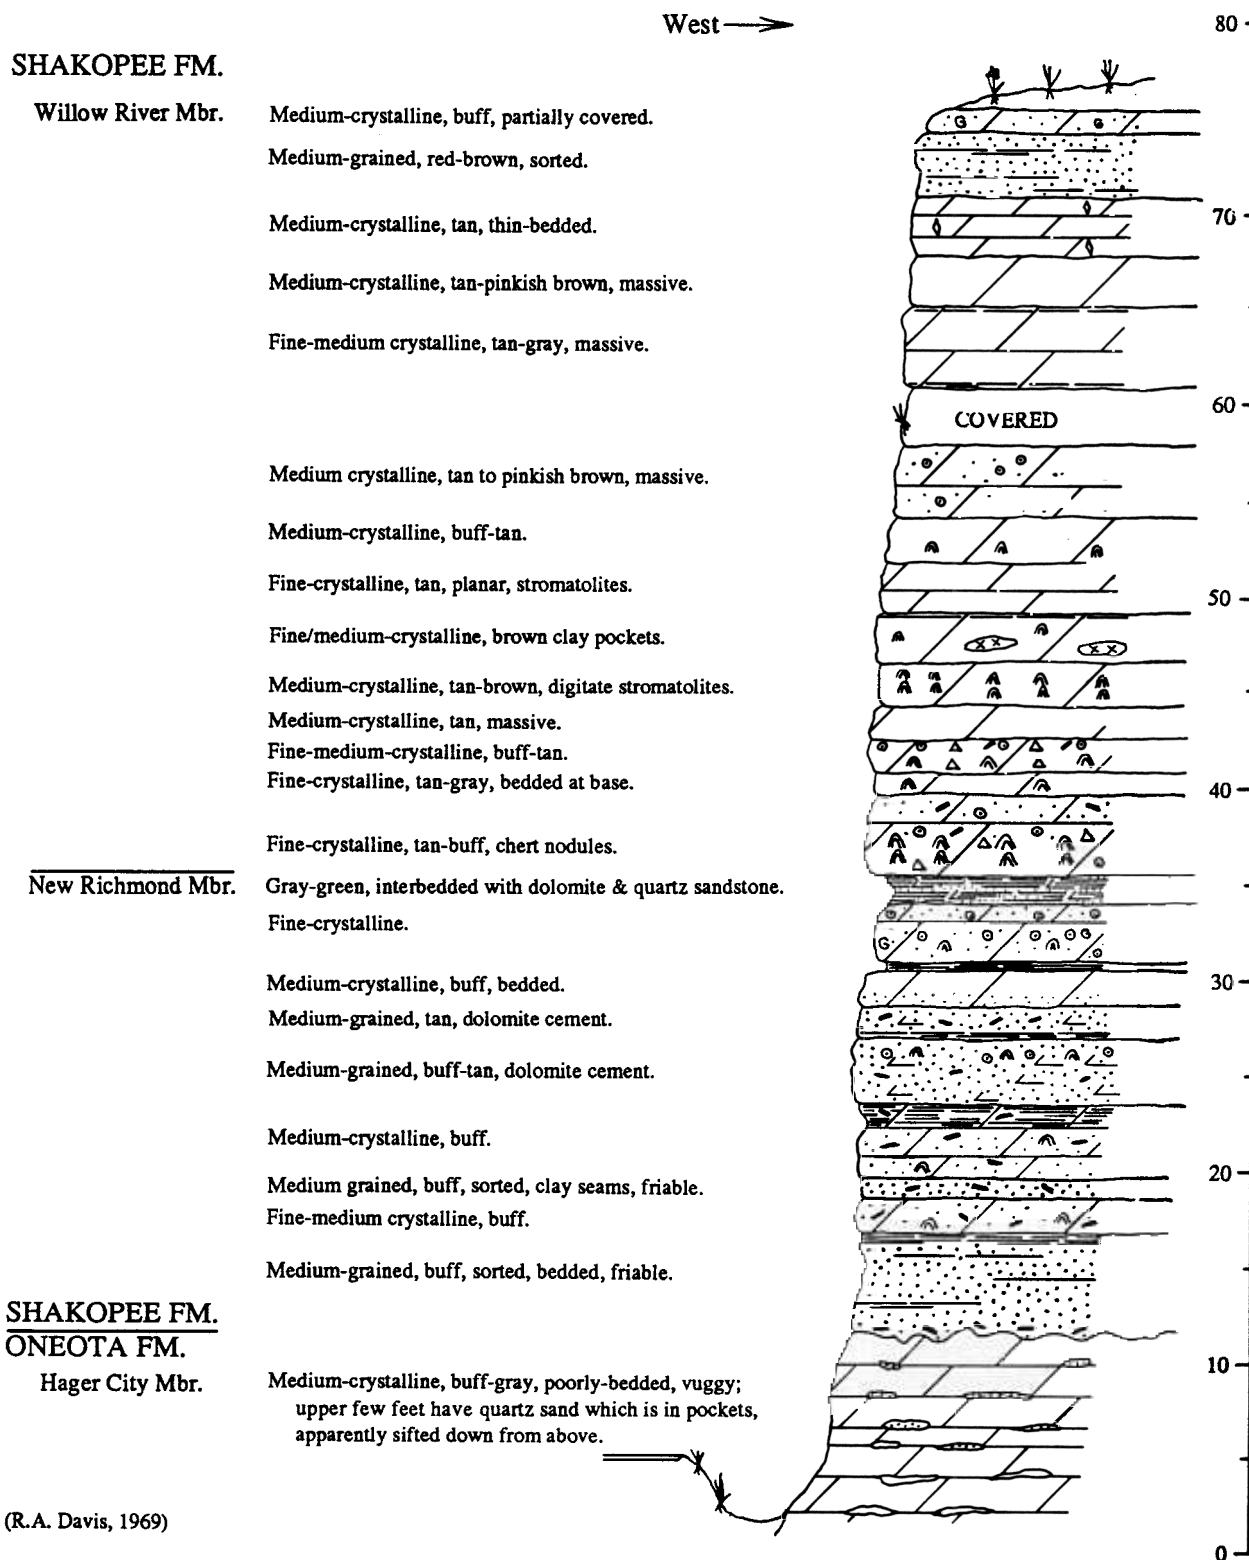 West
80
SHAKOPEE FM.
Willow River Mbr.
Medium-crystalline, buff, partially covered.
Medium-grained, red-brown, sorted.
70
Medium-crystalline, tan, thin-bedded.
Medium-crystalline, tan-pinkish brown, massive.
Fine-medium crystalline, tan-gray, massive.
60
COVERED
Medium crystalline, tan to pinkish brown, massive.
Medium-crystalline, buff-tan.
Fine-crystalline, tan, planar, stromatolites.
50
Fine/medium-crystalline, brown clay pockets.
Medium-crystalline, tan-brown, digitate stromatolites.
Medium-crystalline, tan, massive.
Fine-medium-crystalline, buff-tan.
Fine-crystalline, tan-gray, bedded at base.
40
Fine-crystalline, tan-buff, chert nodules.
New Richmond Mbr.
Gray-green, interbedded with dolomite & quartz sandstone.
Fine-crystalline.
30
Medium-crystalline, buff, bedded.
Medium-grained, tan, dolomite cement.
Medium-grained, buff-tan, dolomite cement.
Medium-crystalline, buff.
20
Medium grained, buff, sorted, clay seams, friable.
Fine-medium crystalline, buff.
Medium-grained, buff, sorted, bedded, friable.
SHAKOPEE FM.
ONEOTA FM.
10
Hager City Mbr.
Medium-crystalline, buff-gray, poorly-bedded, vuggy;
upper few feet have quartz sand which is in pockets,
apparently sifted down from above.
(R.A. Davis, 1969)
0